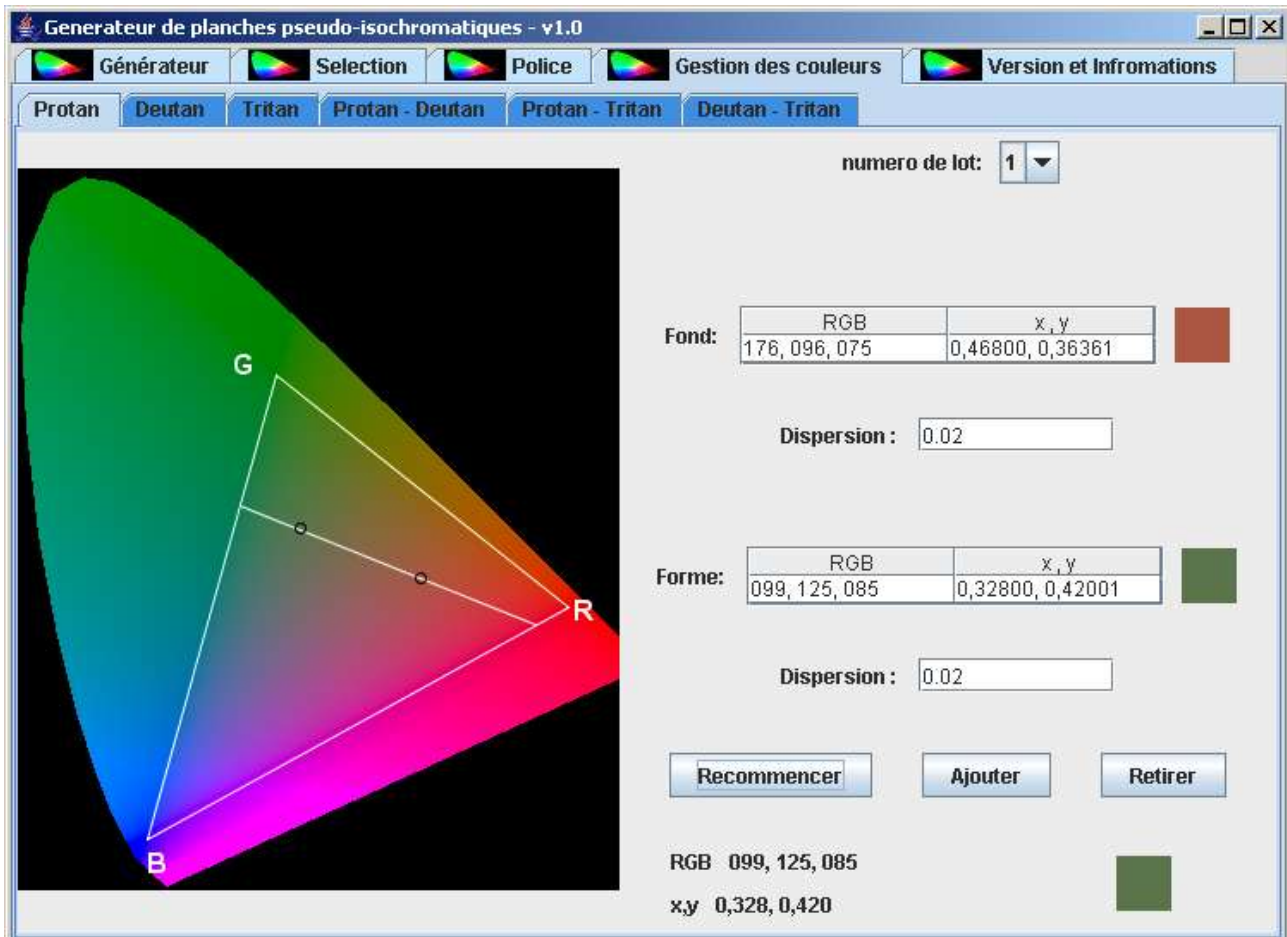 Generateur de planches pseudo-isochromatiques - v1.0
Générateur Selection Police Gestion des couleurs Version et Infromations
Protan Deutan Tritan Protan - Deutan Protan - Tritan Deutan - Tritan
numero de lot: 1
G
R
B
Fond:
RGB x , y
176, 096, 075 0,46800, 0,36361
Dispersion : 0.02
Forme:
RGB x , y
099, 125, 085 0,32800, 0,42001
Dispersion : 0.02
Recommencer Ajouter Retirer
RGB 099, 125, 085
x,y 0,328, 0,420